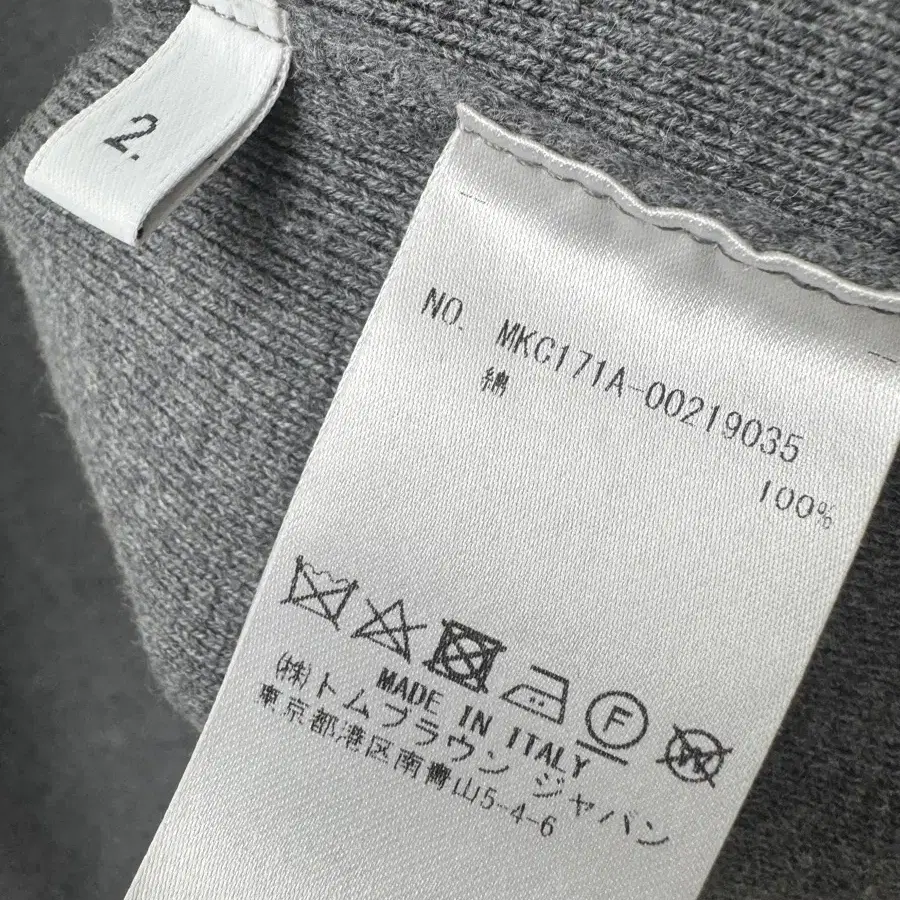 2.
NO. MKC171A-00219035
綿
100%
MADE IN ITALY
(株)トムブラウン ジャパン
東京都港区南青山5-4-6